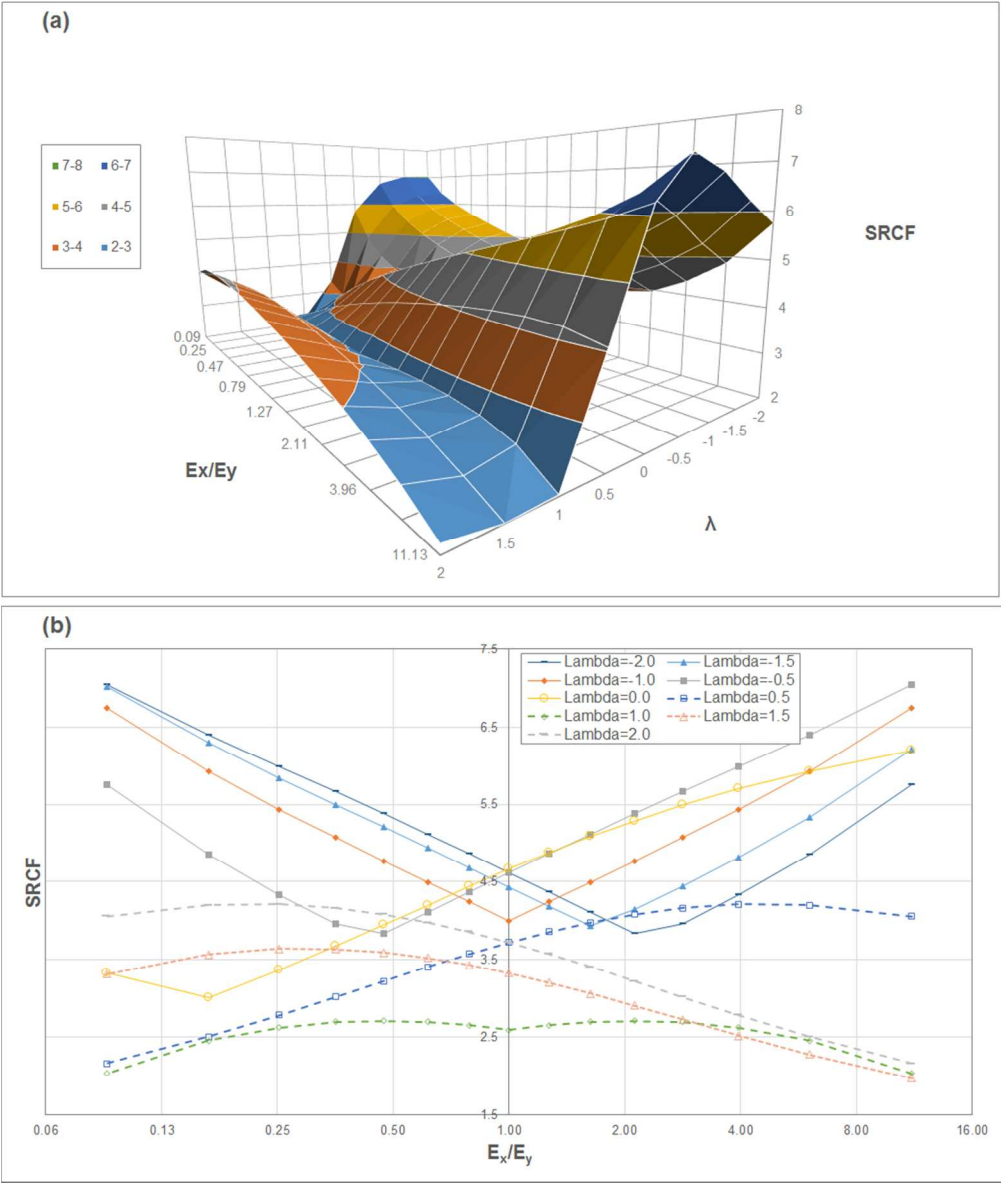 (a)
8
7
6
5
4
3
2
SRCF
7-8 6-7
5-6 4-5
3-4 2-3
0.09
0.25
0.47
0.79
1.27
2.11
3.96
11.13
Ex/Ey
-2
-1.5
-1
-0.5
0
0.5
1
1.5
2
λ
(b)
7.5
6.5
5.5
4.5
3.5
2.5
1.5
SRCF
Lambda=-2.0 Lambda=-1.5
Lambda=-1.0 Lambda=-0.5
Lambda=0.0 Lambda=0.5
Lambda=1.0 Lambda=1.5
Lambda=2.0
0.06 0.13 0.25 0.50 1.00 2.00 4.00 8.00 16.00
Ex/Ey